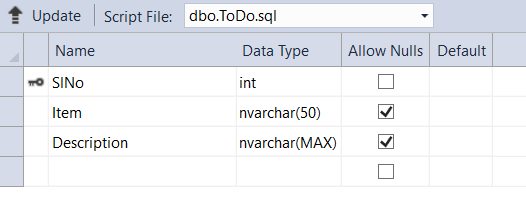 Update Script File: dbo.ToDo.sql
Name Data Type Allow Nulls Default
SlNo int
Item nvarchar(50)
Description nvarchar(MAX)